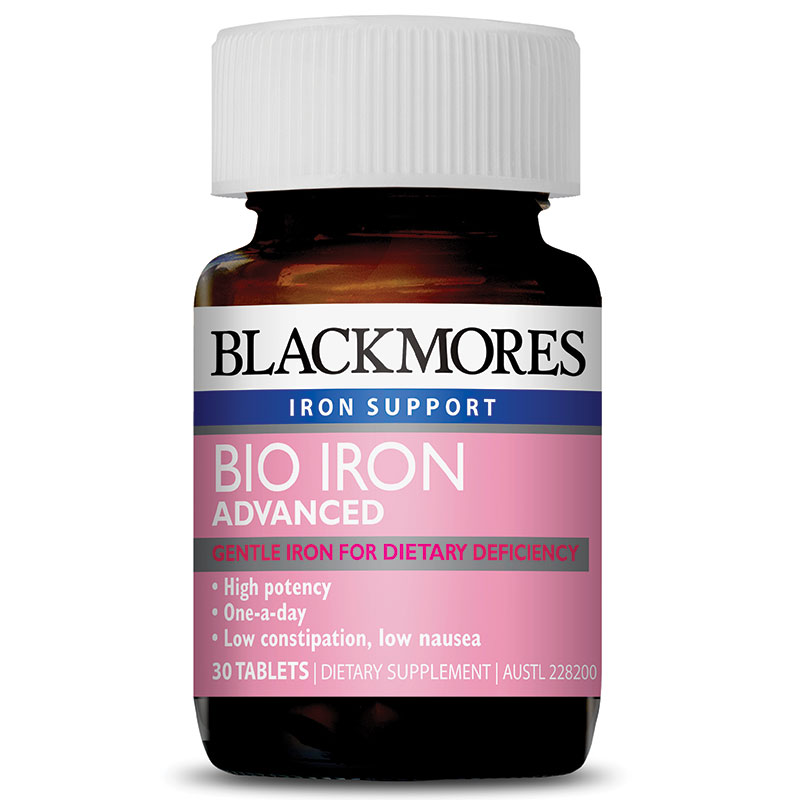 BLACKMORES
IRON SUPPORT
BIO IRON
ADVANCED
GENTLE IRON FOR DIETARY DEFICIENCY
• High potency
• One-a-day
• Low constipation, low nausea
30 TABLETS | DIETARY SUPPLEMENT | AUSTL 228200